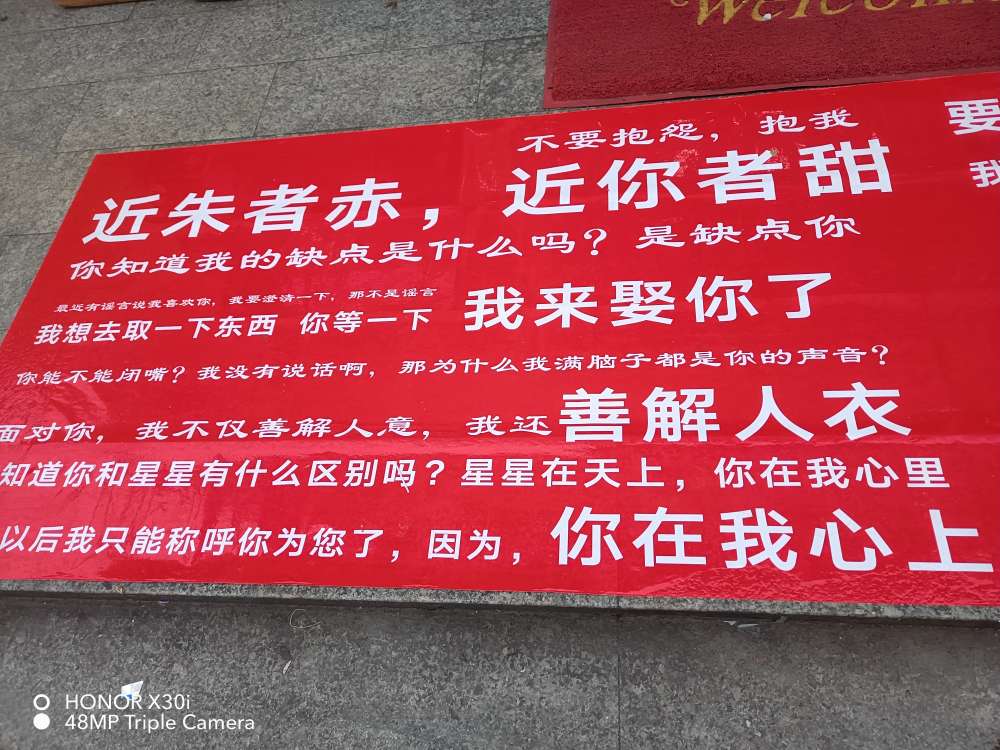 WELCOME
不要抱怨，抱我
要
近朱者赤，近你者甜
我
你知道我的缺点是什么吗？是缺点你
最近有谣言说我喜欢你，我要澄清一下，那不是谣言
我想去取一下东西 你等一下 我来娶你了
你能不能闭嘴？我没有说话啊，那为什么我满脑子都是你的声音？
面对你，我不仅善解人意，我还善解人衣
知道你和星星有什么区别吗？星星在天上，你在我心里
以后我只能称呼你为您了，因为，你在我心上
HONOR X30i
48MP Triple Camera